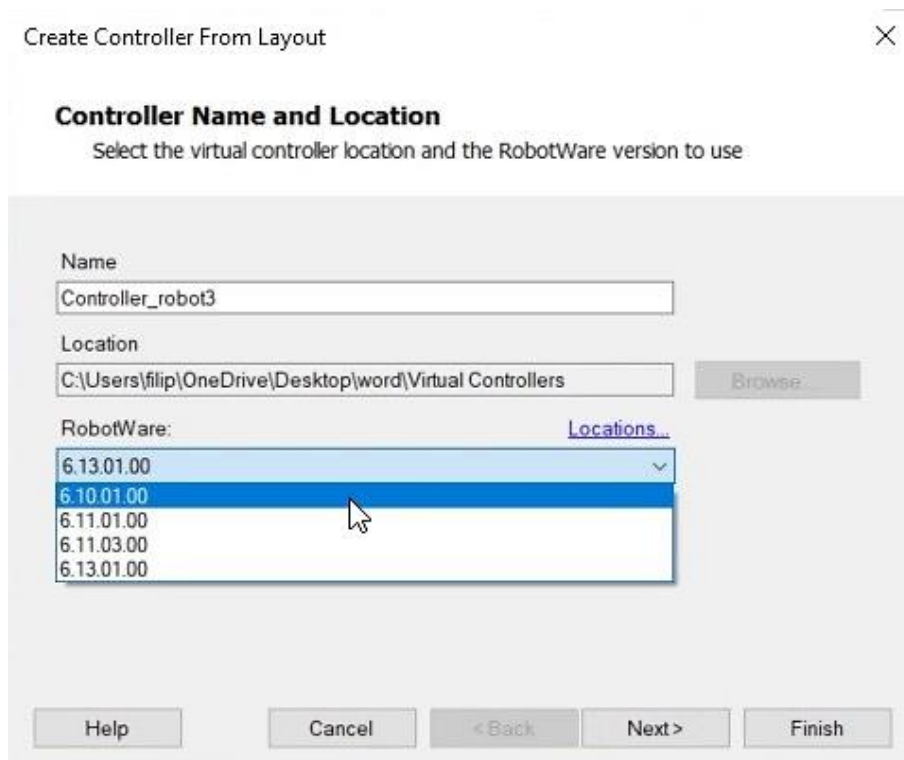 Create Controller From Layout
Controller Name and Location
Select the virtual controller location and the RobotWare version to use
Name
Controller_robot3
Location
C:\Users\filip\OneDrive\Desktop\word\Virtual Controllers
Browse...
RobotWare:
Locations...
6.13.01.00
6.10.01.00
6.11.01.00
6.11.03.00
6.13.01.00
Help
Cancel
< Back
Next >
Finish